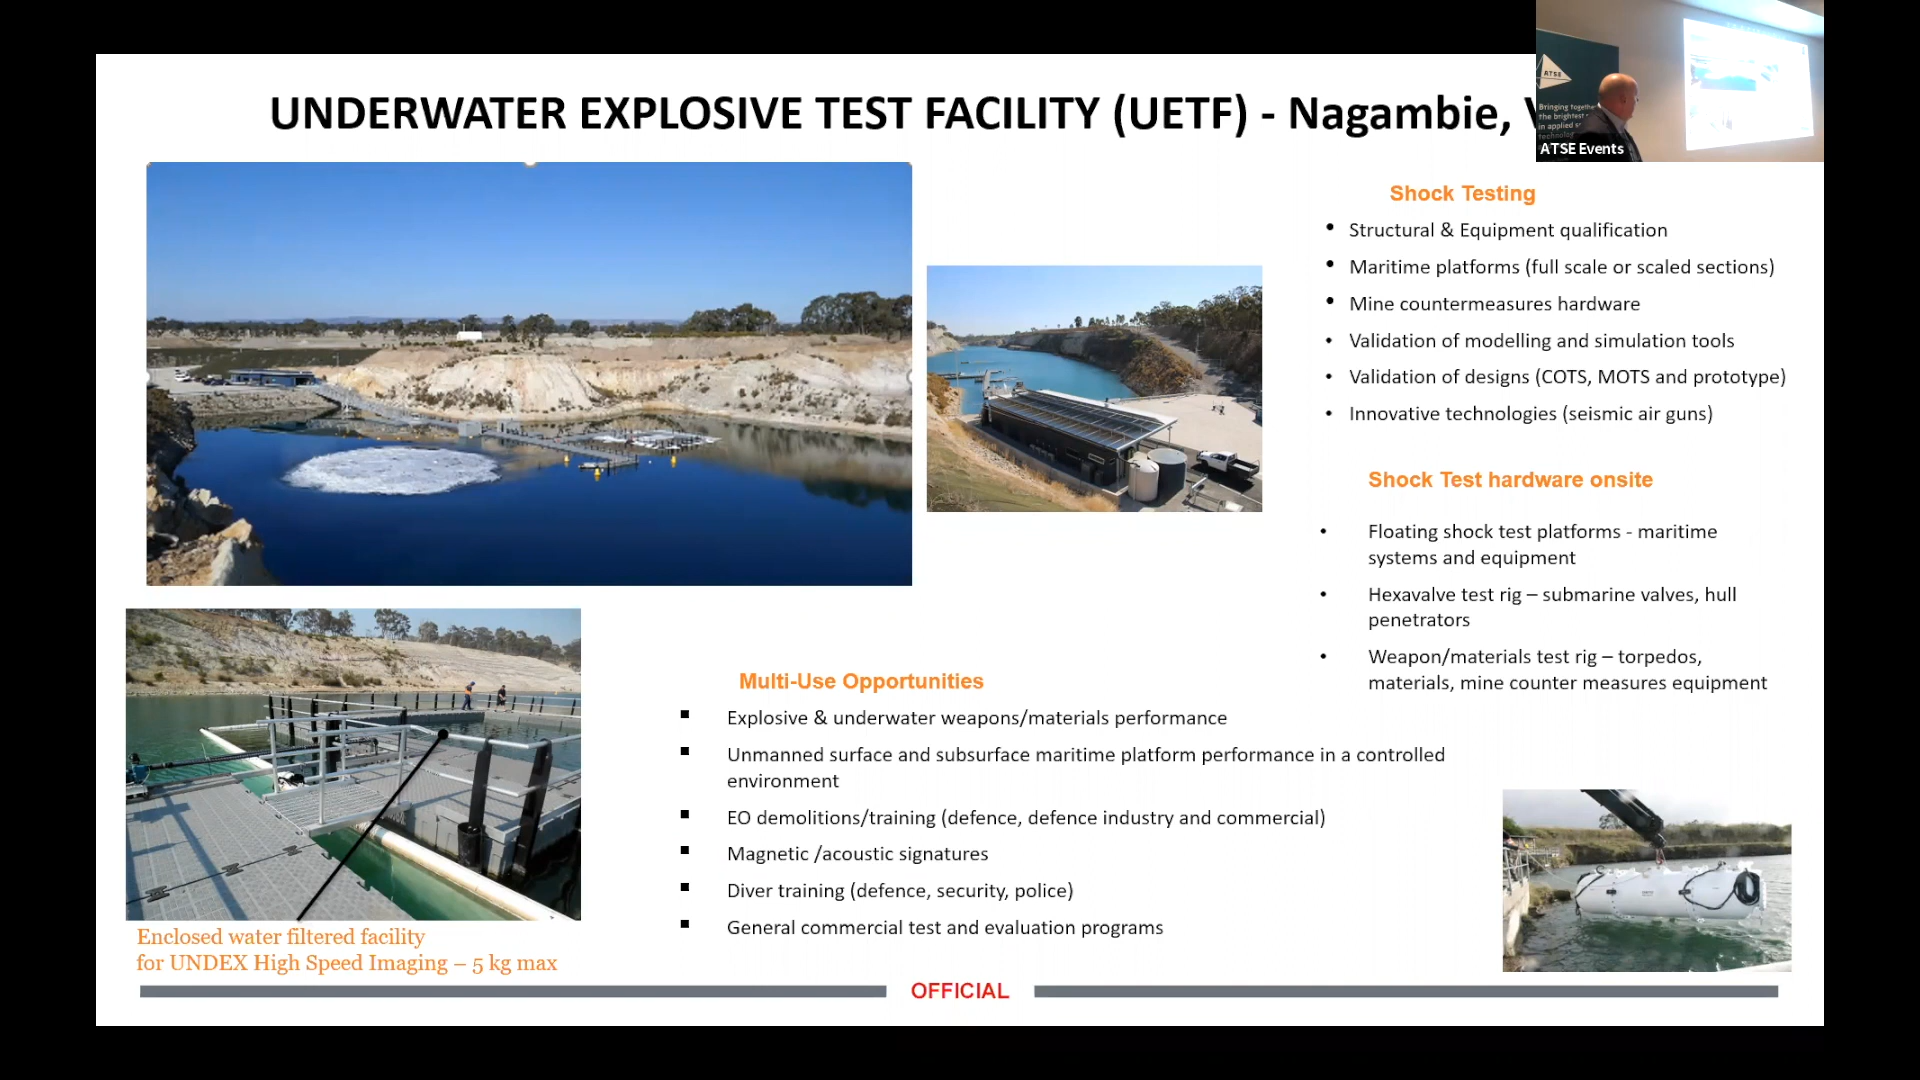 UNDERWATER EXPLOSIVE TEST FACILITY (UETF) - Nagambie,
ATSE
Bringing
the brightest
in applied
ATSE Events
Shock Testing
• Structural & Equipment qualification
• Maritime platforms (full scale or scaled sections)
• Mine countermeasures hardware
• Validation of modelling and simulation tools
• Validation of designs (COTS, MOTS and prototype)
• Innovative technologies (seismic air guns)
Shock Test hardware onsite
• Floating shock test platforms - maritime
systems and equipment
• Hexavalve test rig – submarine valves, hull
penetrators
• Weapon/materials test rig – torpedos,
materials, mine counter measures equipment
Multi-Use Opportunities
▪ Explosive & underwater weapons/materials performance
▪ Unmanned surface and subsurface maritime platform performance in a controlled
environment
▪ EO demolitions/training (defence, defence industry and commercial)
▪ Magnetic /acoustic signatures
▪ Diver training (defence, security, police)
▪ General commercial test and evaluation programs
Enclosed water filtered facility
for UNDEX High Speed Imaging – 5 kg max
OFFICIAL